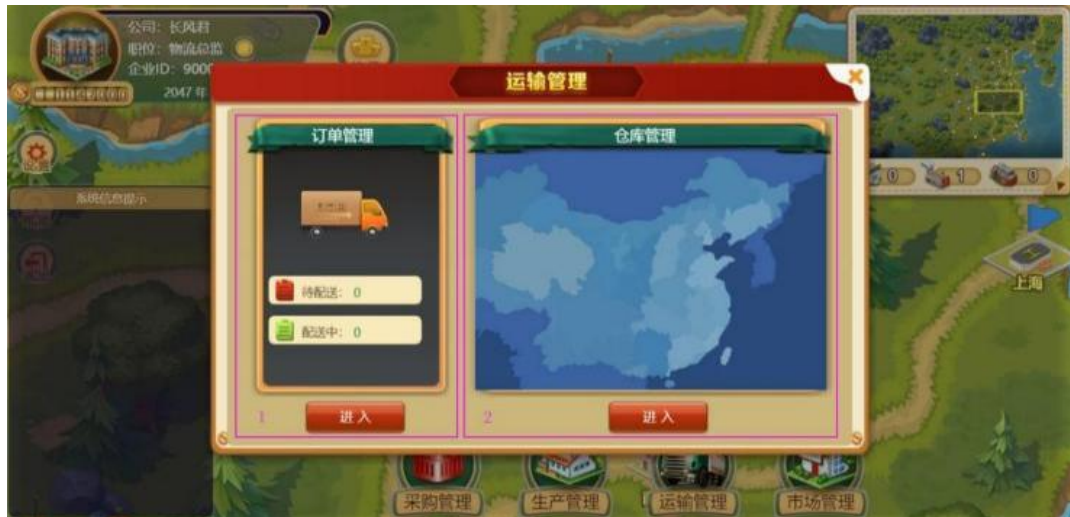 公司：长风君
职位：物流总监
企业ID：9000
2047 年
运输管理
订单管理
仓库管理
待配送：0
配送中：0
1
进入
2
进入
系统信息提示
0
1
0
上海
采购管理
生产管理
运输管理
市场管理